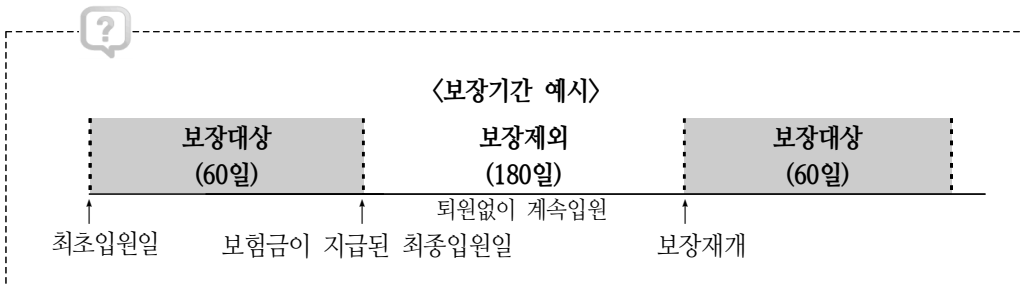 ?
〈보장기간 예시〉
보장대상 보장제외 보장대상
(60일) (180일) (60일)
퇴원없이 계속입원
최초입원일 보험금이 지급된 최종입원일 보장재개